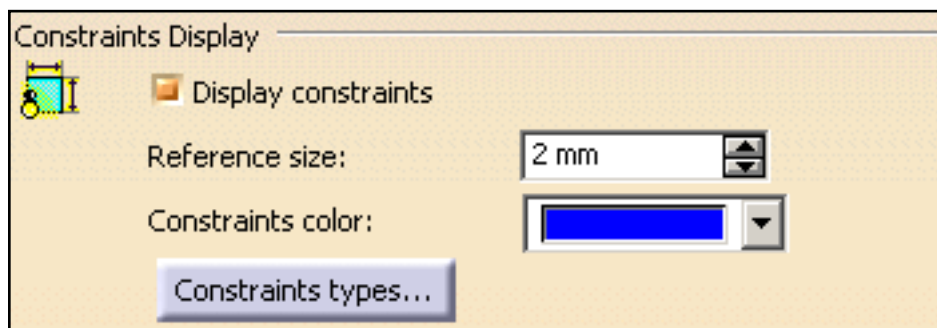 Constraints Display
Display constraints
Reference size:
2 mm
Constraints color:
Constraints types...